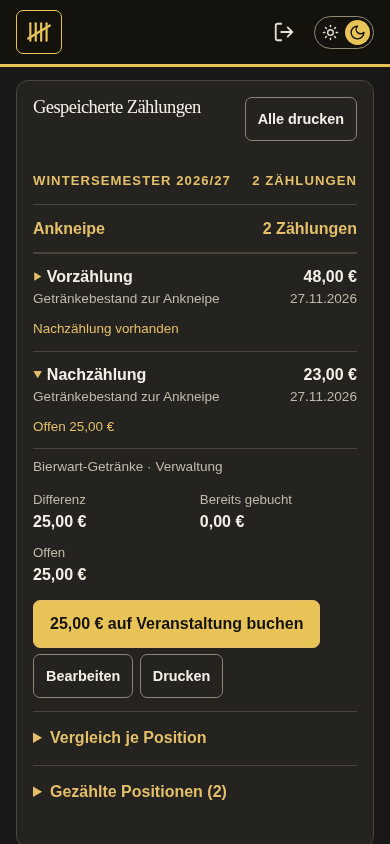 Gespeicherte Zählungen
Alle drucken
WINTERSEMESTER 2026/27 2 ZÄHLUNGEN
Ankneipe 2 Zählungen
Vorzählung 48,00 €
Getränkebestand zur Ankneipe 27.11.2026
Nachzählung vorhanden
Nachzählung 23,00 €
Getränkebestand zur Ankneipe 27.11.2026
Offen 25,00 €
Bierwart-Getränke · Verwaltung
Differenz Bereits gebucht
25,00 € 0,00 €
Offen
25,00 €
25,00 € auf Veranstaltung buchen
Bearbeiten Drucken
Vergleich je Position
Gezählte Positionen (2)